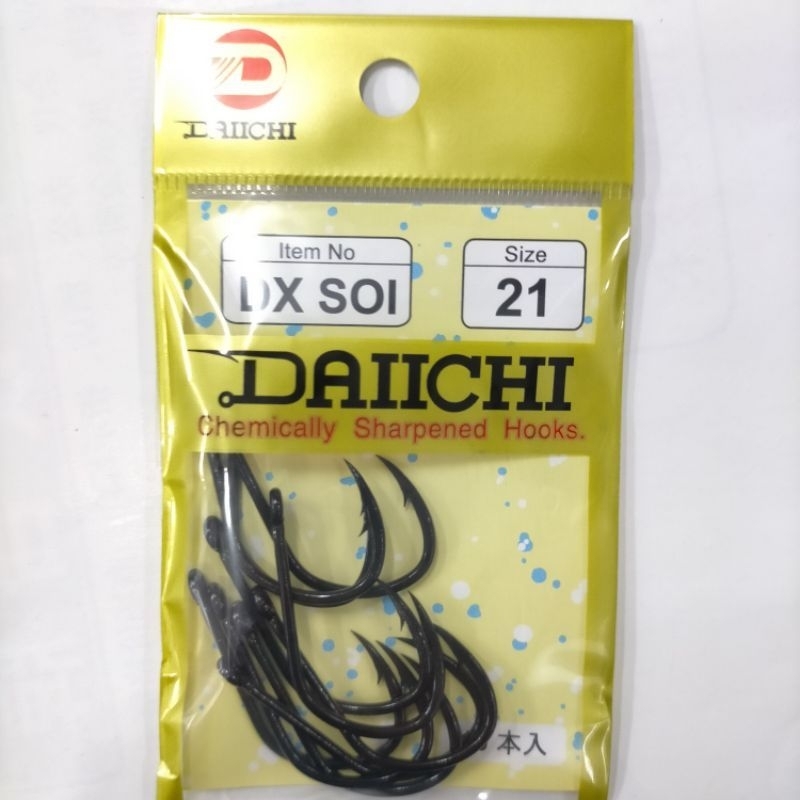 DAIICHI
Item No
DX SOI
Size
21
DAIICHI
Chemically Sharpened Hooks.
本入